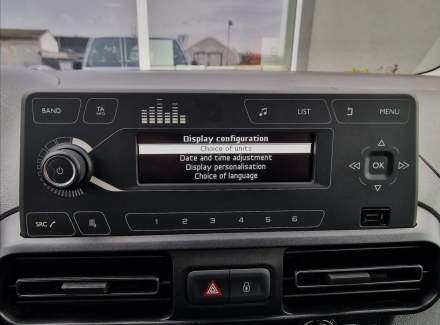 BAND
TA
INFO
LIST
MENU
Display configuration
Choice of units
Date and time adjustment
Display personalisation
Choice of language
OK
SRC
1 2 3 4 5 6